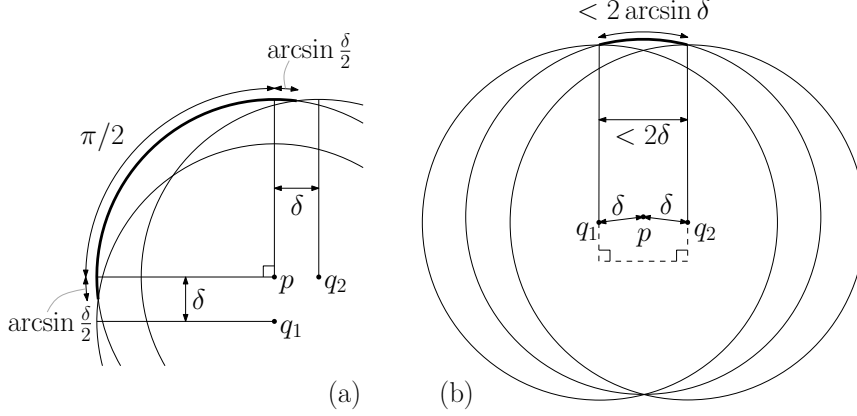 arcsin δ/2
π/2
δ
p
q₂
δ
arcsin δ/2
q₁
(a)
< 2 arcsin δ
< 2δ
δ
δ
q₁
p
q₂
(b)